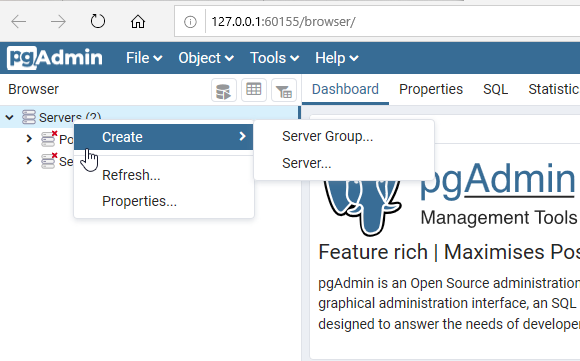 127.0.0.1:60155/browser/
pgAdmin File Object Tools Help
Browser
Dashboard Properties SQL Statistic
Servers (2)
Po
Se
Create
Refresh...
Properties...
Server Group...
Server...
pgAdmin
Management Tools
Feature rich | Maximises Pos
pgAdmin is an Open Source administration
graphical administration interface, an SQL
designed to answer the needs of developer